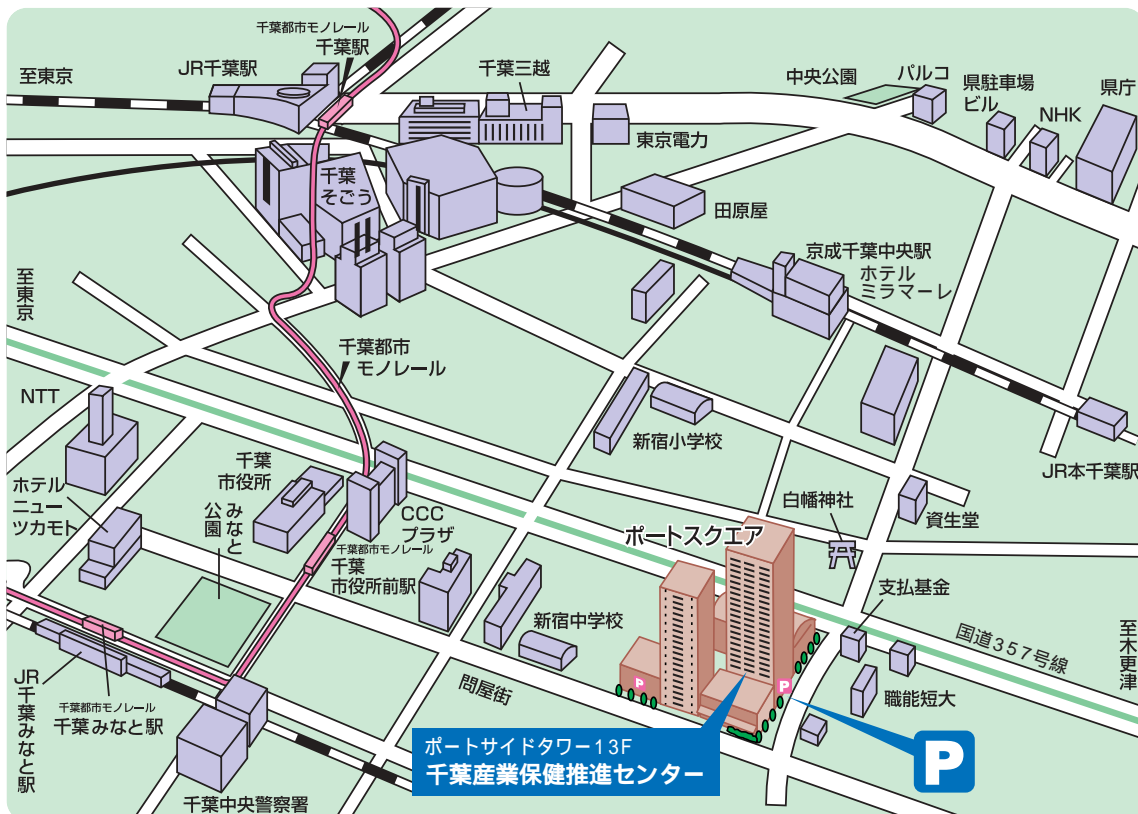 千葉都市モノレール
千葉駅
JR千葉駅
至東京
千葉三越
中央公園
パルコ
県駐車場
ビル
NHK
県庁
東京電力
千葉
そごう
田原屋
京成千葉中央駅
ホテル
ミラマーレ
至東京
千葉都市
モノレール
NTT
新宿小学校
JR本千葉駅
千葉
市役所
ホテル
ニュー
ツカモト
みなと
公園
CCC
プラザ
白幡神社
資生堂
ポートスクエア
千葉都市モノレール
千葉
市役所前駅
支払基金
新宿中学校
国道357号線
至木更津
問屋街
職能短大
P
P
JR
千葉みなと駅
千葉都市モノレール
千葉みなと駅
ポートサイドタワー13F
千葉産業保健推進センター
P
千葉中央警察署